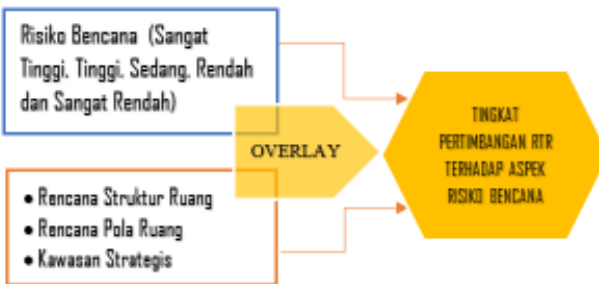 Risiko Bencana (Sangat
Tinggi, Tinggi, Sedang, Rendah
dan Sangat Rendah)
OVERLAY
• Rencana Struktur Ruang
• Rencana Pola Ruang
• Kawasan Strategis
TINGKAT
PERTIMBANGAN RTR
TERHADAP ASPEK
RISIKO BENCANA